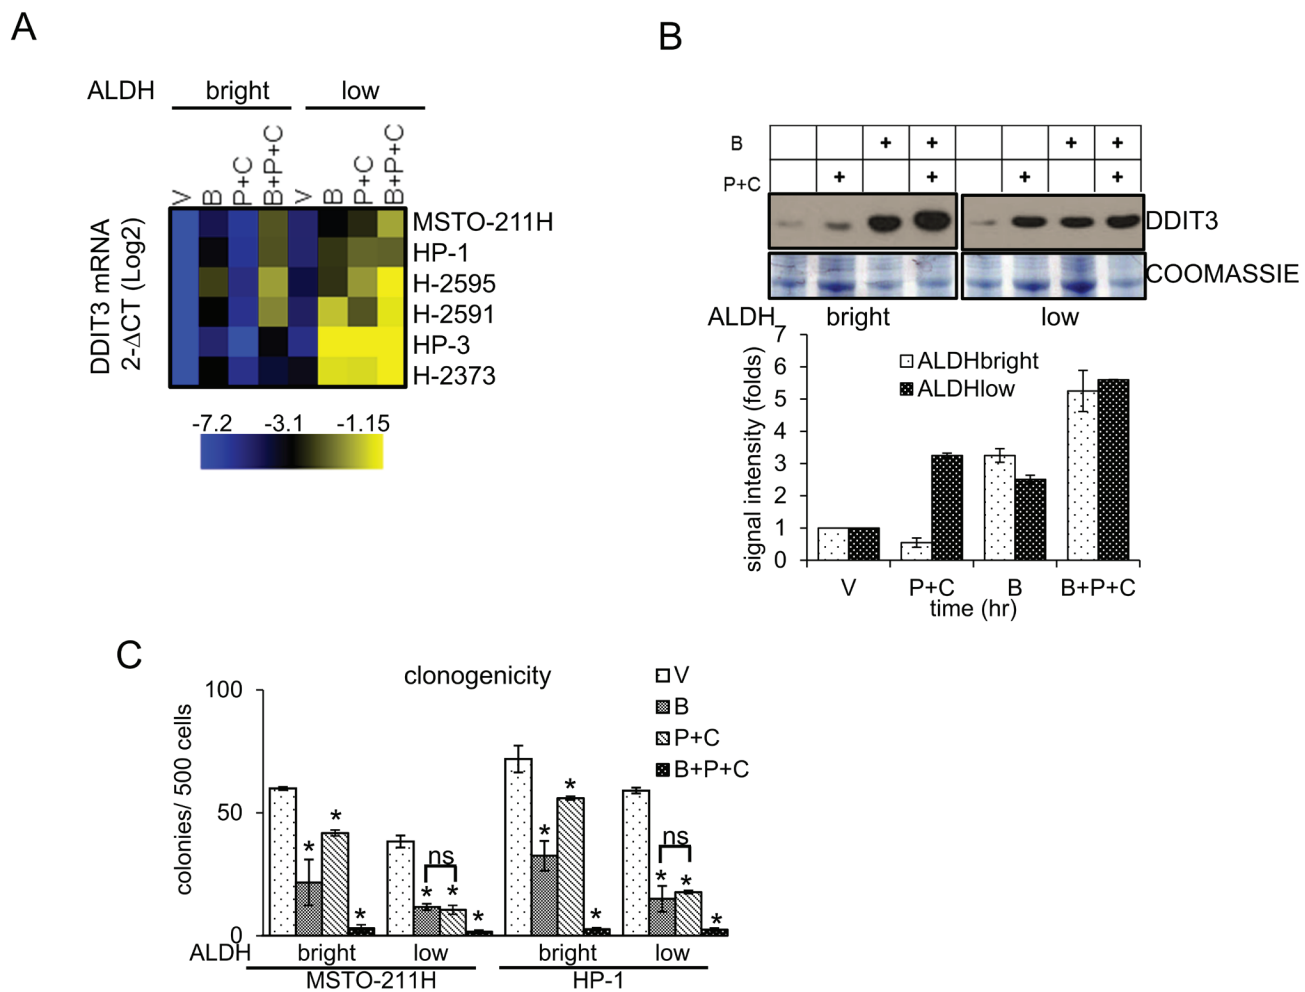 A
ALDH bright low
V B P+C B+P+C V B P+C B+P+C
DDIT3 mRNA
2-ΔCT (Log2)
MSTO-211H
HP-1
H-2595
H-2591
HP-3
H-2373
-7.2 -3.1 -1.15
B
B + + + +
P+C + + + +
DDIT3
COOMASSIE
ALDH bright low
signal intensity (folds)
7
6
5
4
3
2
1
0
ALDHbright
ALDHlow
V P+C B B+P+C
time (hr)
C
clonogenicity
colonies/ 500 cells
100
50
0
V
B
P+C
B+P+C
* * * * * ns * * * * * ns * *
ALDH bright low bright low
MSTO-211H HP-1